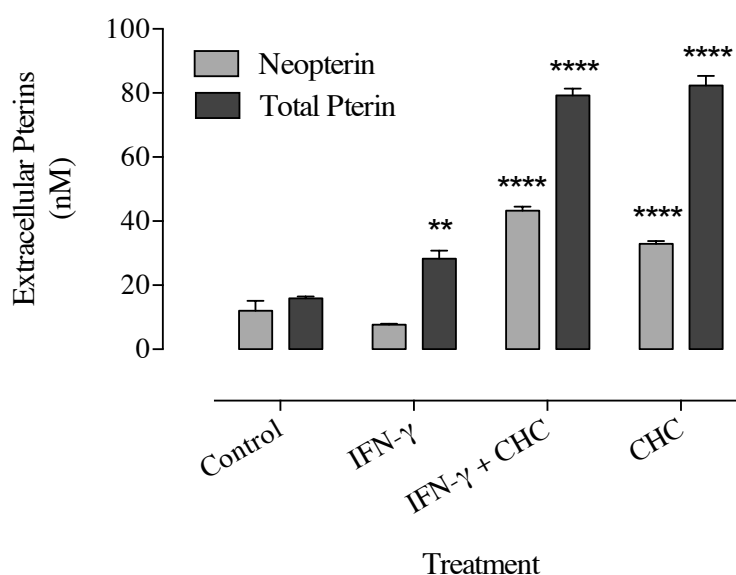 Extracellular Pterins
(nM)
100
80
60
40
20
0
Neopterin
Total Pterin
**
****
****
****
****
Control
IFN-γ
IFN-γ + CHC
CHC
Treatment